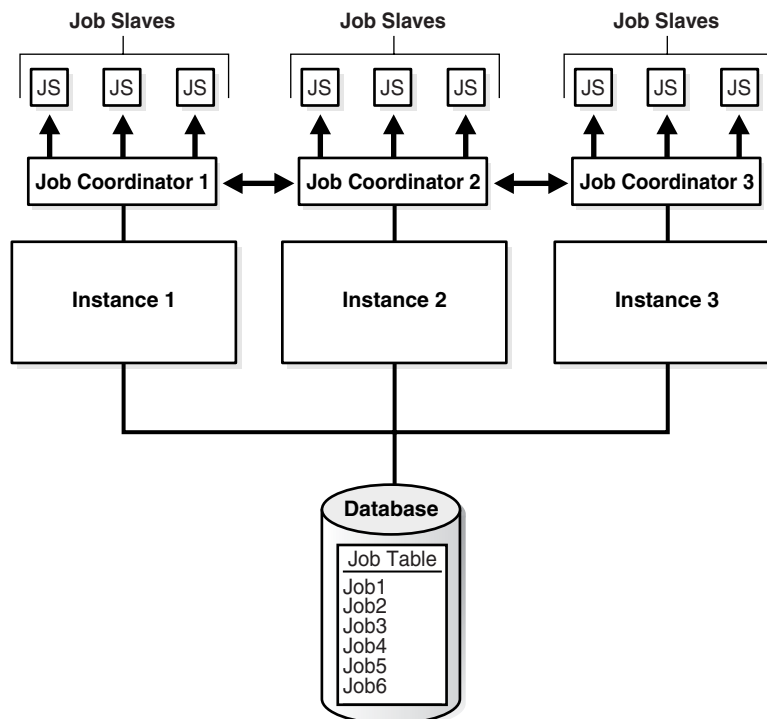 Job Slaves Job Slaves Job Slaves
JS JS JS JS JS JS JS JS JS
Job Coordinator 1 Job Coordinator 2 Job Coordinator 3
Instance 1 Instance 2 Instance 3
Database
Job Table
Job1
Job2
Job3
Job4
Job5
Job6